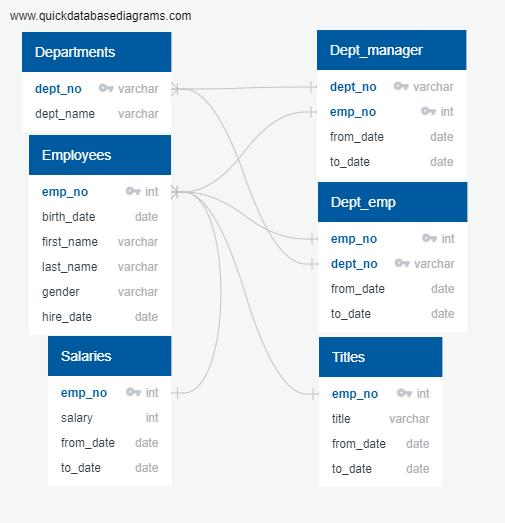 www.quickdatabasediagrams.com
Departments
dept_no varchar
dept_name varchar
Employees
emp_no int
birth_date date
first_name varchar
last_name varchar
gender varchar
hire_date date
Salaries
emp_no int
salary int
from_date date
to_date date
Dept_manager
dept_no varchar
emp_no int
from_date date
to_date date
Dept_emp
emp_no int
dept_no varchar
from_date date
to_date date
Titles
emp_no int
title varchar
from_date date
to_date date